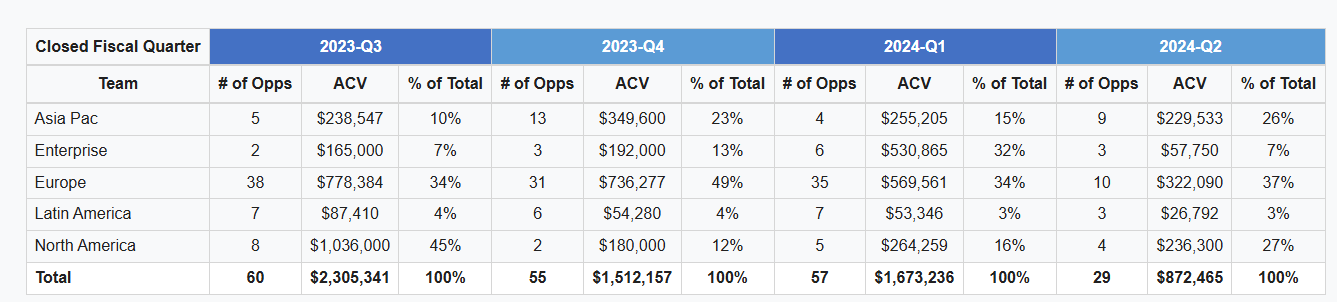 Closed Fiscal Quarter 2023-Q3 2023-Q4 2024-Q1 2024-Q2
Team # of Opps ACV % of Total # of Opps ACV % of Total # of Opps ACV % of Total # of Opps ACV % of Total
Asia Pac 5 $238,547 10% 13 $349,600 23% 4 $255,205 15% 9 $229,533 26%
Enterprise 2 $165,000 7% 3 $192,000 13% 6 $530,865 32% 3 $57,750 7%
Europe 38 $778,384 34% 31 $736,277 49% 35 $569,561 34% 10 $322,090 37%
Latin America 7 $87,410 4% 6 $54,280 4% 7 $53,346 3% 3 $26,792 3%
North America 8 $1,036,000 45% 2 $180,000 12% 5 $264,259 16% 4 $236,300 27%
Total 60 $2,305,341 100% 55 $1,512,157 100% 57 $1,673,236 100% 29 $872,465 100%